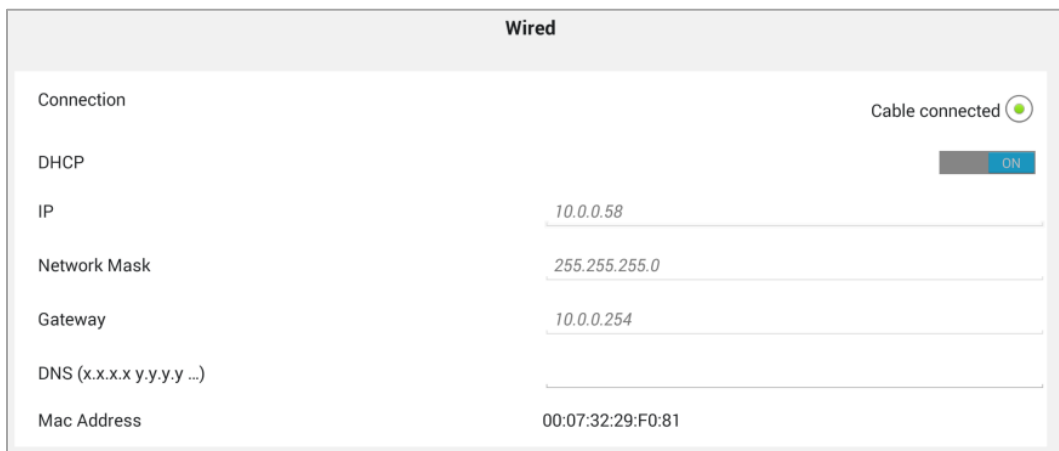 Wired
Connection
Cable connected
DHCP
ON
IP
10.0.0.58
Network Mask
255.255.255.0
Gateway
10.0.0.254
DNS (x.x.x.x y.y.y.y ...)
Mac Address
00:07:32:29:F0:81